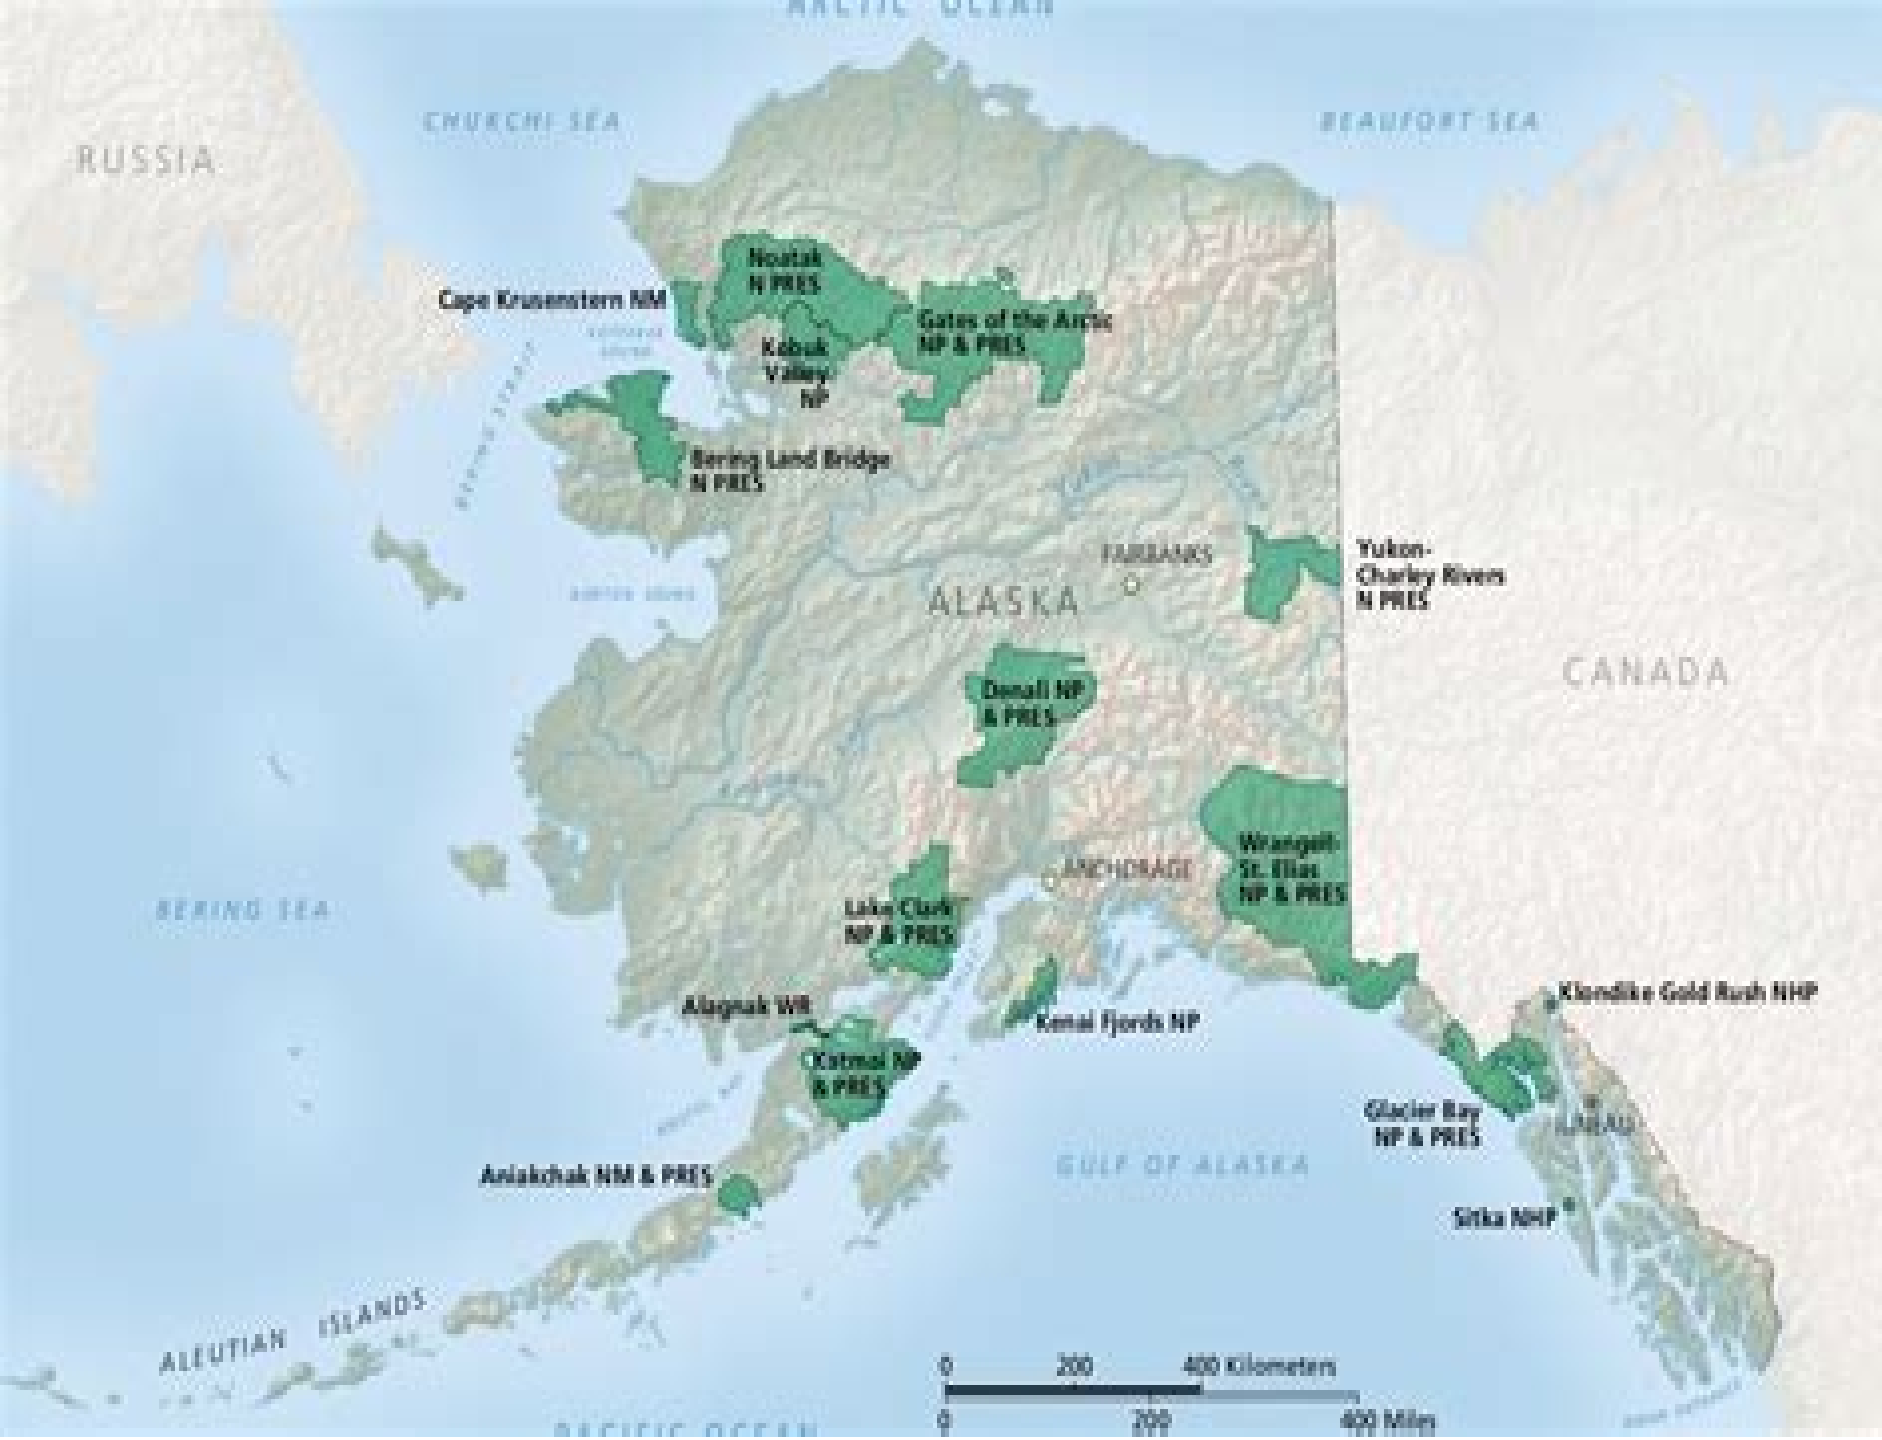 ARCTIC OCEAN
CHUKCHI SEA
BEAUFORT SEA
RUSSIA
Noatak
N PRES
Cape Krusenstern NM
Gates of the Arctic
NP & PRES
Kobuk
Valley
NP
BERING STRAIT
Bering Land Bridge
N PRES
FAIRBANKS
Yukon-
Charley Rivers
N PRES
NORTON SOUND
ALASKA
CANADA
Denali NP
& PRES
Wrangell-
St. Elias
NP & PRES
ANCHORAGE
BERING SEA
Lake Clark
NP & PRES
Alagnak WR
Kenai Fjords NP
Klondike Gold Rush NHP
Katmai NP
& PRES
Glacier Bay
NP & PRES
JUNEAU
GULF OF ALASKA
Aniakchak NM & PRES
Sitka NHP
ALEUTIAN ISLANDS
0 200 400 Kilometers
0 200 400 Miles
PACIFIC OCEAN